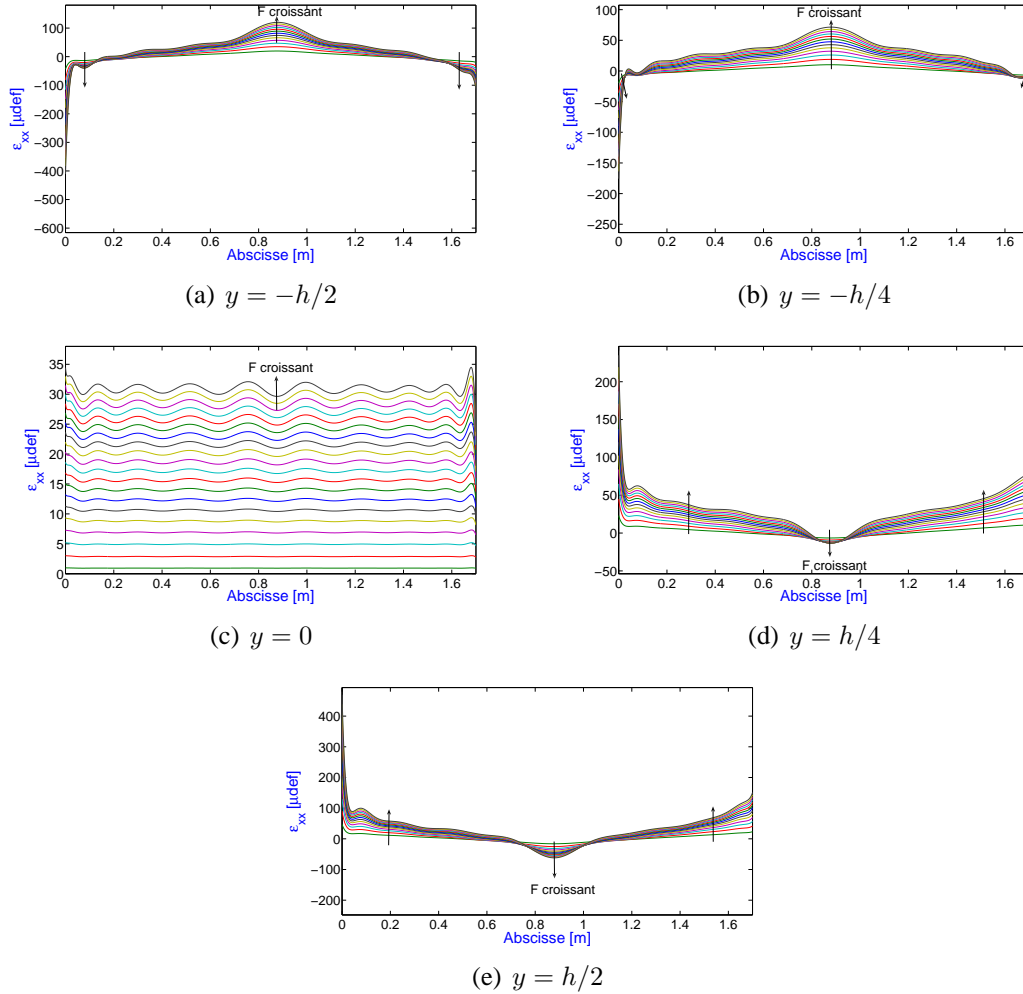 F croissant
100
0
−100
−200
−300
−400
−500
−600
ε_xx [μdef]
0 0.2 0.4 0.6 0.8 1 1.2 1.4 1.6
Abscisse [m]
(a) y = −h/2
F croissant
100
50
0
−50
−100
−150
−200
−250
ε_xx [μdef]
0 0.2 0.4 0.6 0.8 1 1.2 1.4 1.6
Abscisse [m]
(b) y = −h/4
F croissant
35
30
25
20
15
10
5
0
ε_xx [μdef]
0 0.2 0.4 0.6 0.8 1 1.2 1.4 1.6
Abscisse [m]
(c) y = 0
200
150
100
50
0
−50
ε_xx [μdef]
F croissant
0 0.2 0.4 0.6 0.8 1 1.2 1.4 1.6
Abscisse [m]
(d) y = h/4
400
300
200
100
0
−100
−200
ε_xx [μdef]
F croissant
0 0.2 0.4 0.6 0.8 1 1.2 1.4 1.6
Abscisse [m]
(e) y = h/2